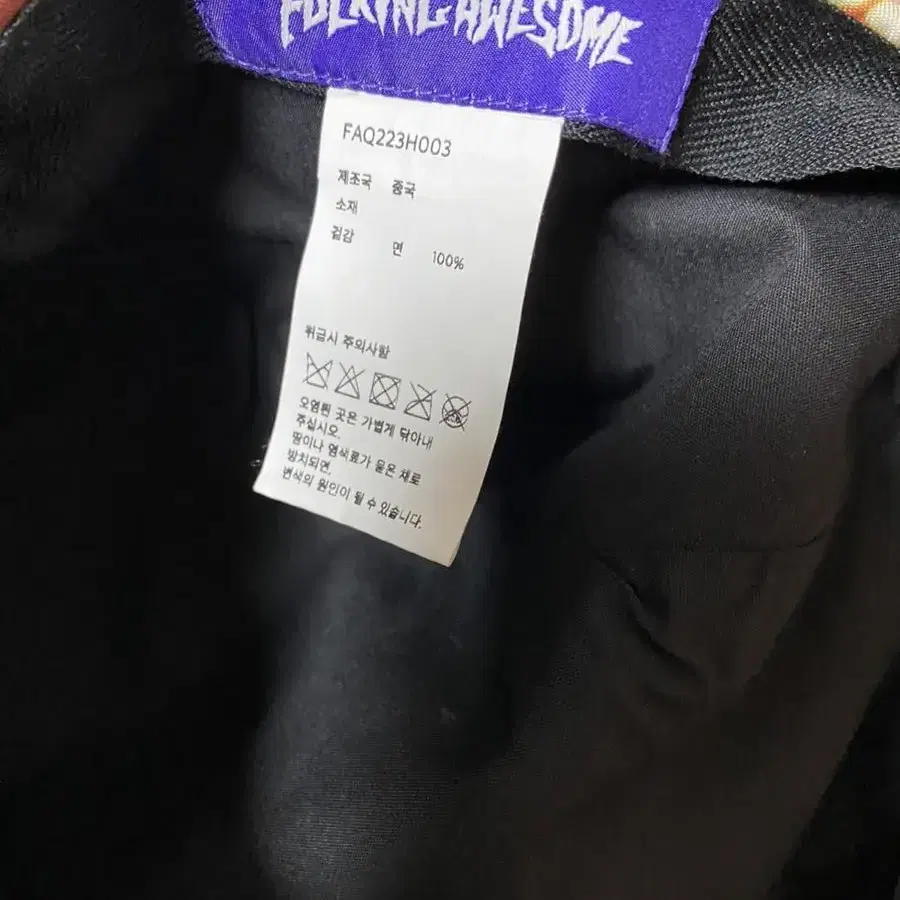 FUCKING AWESOME
FAQ223H003
제조국 중국
소재
겉감 면 100%
취급시 주의사항
오염된 곳은 가볍게 닦아내
주십시오.
땀이나 염색료가 묻은 채로
방치되면,
변색의 원인이 될 수 있습니다.